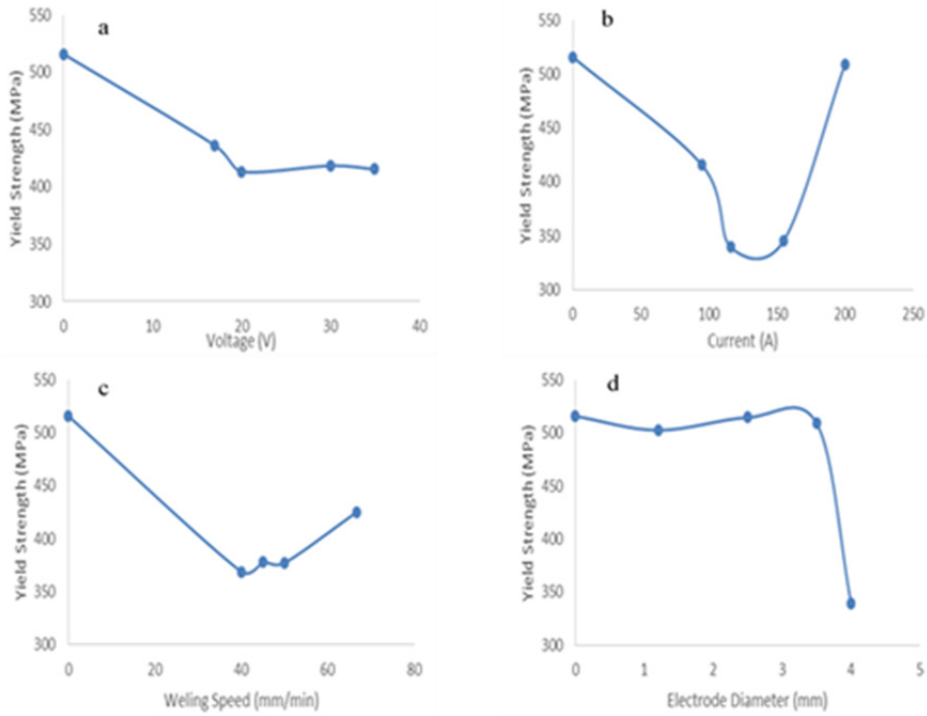 a
550
500
450
400
350
300
Yield Strength (MPa)
0 10 20 30 40
Voltage (V)
b
550
500
450
400
350
300
Yield Strength (MPa)
0 50 100 150 200 250
Current (A)
c
550
500
450
400
350
300
Yield Strength (MPa)
0 20 40 60 80
Weling Speed (mm/min)
d
550
500
450
400
350
300
Yield Strength (MPa)
0 1 2 3 4 5
Electrode Diameter (mm)